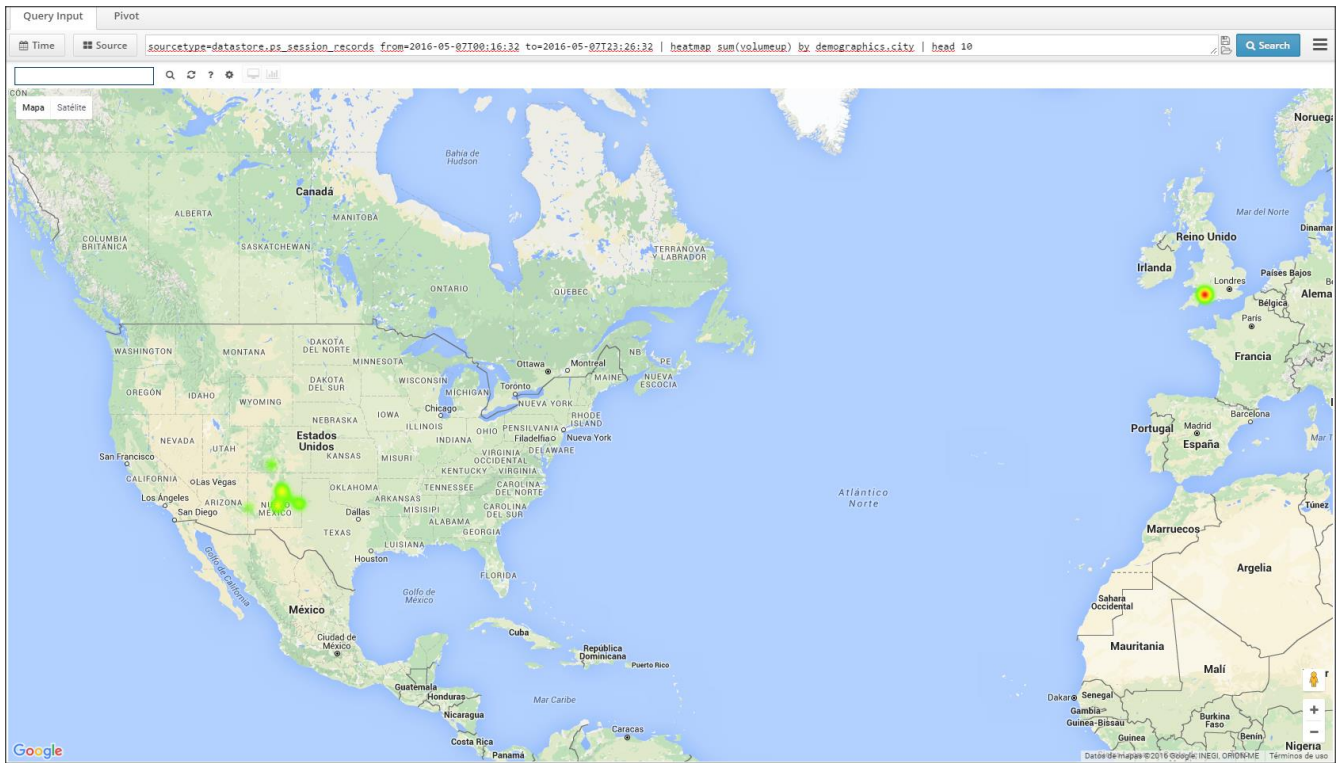 Query Input Pivot
Time Source sourcetype=datastore.ps_session_records from=2016-05-07T00:16:32 to=2016-05-07T23:26:32 | heatmap sum(volumeup) by demographics.city | head 10 Search
?
Mapa Satélite
Noruega
Bahía de
Hudson
Canadá
ALBERTA
MANITOBA
Mar del Norte
COLUMBIA
BRITÁNICA
SASKATCHEWAN
TERRANOVA
Y LABRADOR
Reino Unido
Dinamar
Irlanda
Londres
Países Bajos
ONTARIO
QUEBEC
Bélgica
Alema
París
WASHINGTON
MONTANA
DAKOTA
DEL NORTE
MINNESOTA
Ottawa
Montreal
NB
PE
MAINE
NUEVA
ESCOCIA
Francia
OREGÓN
IDAHO
WYOMING
DAKOTA
DEL SUR
WISCONSIN
MICHIGAN
Toronto
NUEVA YORK
Chicago
NEBRASKA
IOWA
ILLINOIS
INDIANA
OHIO
PENSILVANIA
RHODE
ISLAND
Filadelfia
Nueva York
Barcelona
Portugal
Madrid
España
NEVADA
UTAH
Estados
Unidos
KANSAS
MISURI
VIRGINIA
OCCIDENTAL
DELAWARE
San Francisco
KENTUCKY
VIRGINIA
CALIFORNIA
Las Vegas
OKLAHOMA
TENNESSEE
CAROLINA
DEL NORTE
Los Ángeles
ARIZONA
MÉXICO
ARKANSAS
San Diego
Dallas
MISISIPI
CAROLINA
DEL SUR
ALABAMA
GEORGIA
TEXAS
LUISIANA
Houston
Atlántico
Norte
Túnez
Marruecos
FLORIDA
Golfo de California
Golfo de
México
Argelia
México
Sahara
Occidental
Ciudad de
México
Cuba
República
Dominicana
Puerto Rico
Mauritania
Malí
Guatemala
Honduras
Mar Caribe
Dakar
Senegal
Gambia
Guinea-Bissáu
Nicaragua
Burkina
Faso
Caracas
Costa Rica
Guinea
Benín
Nigeria
Panamá
Google
Datos de mapas ©2016 Google, INEGI, ORION-ME Términos de uso